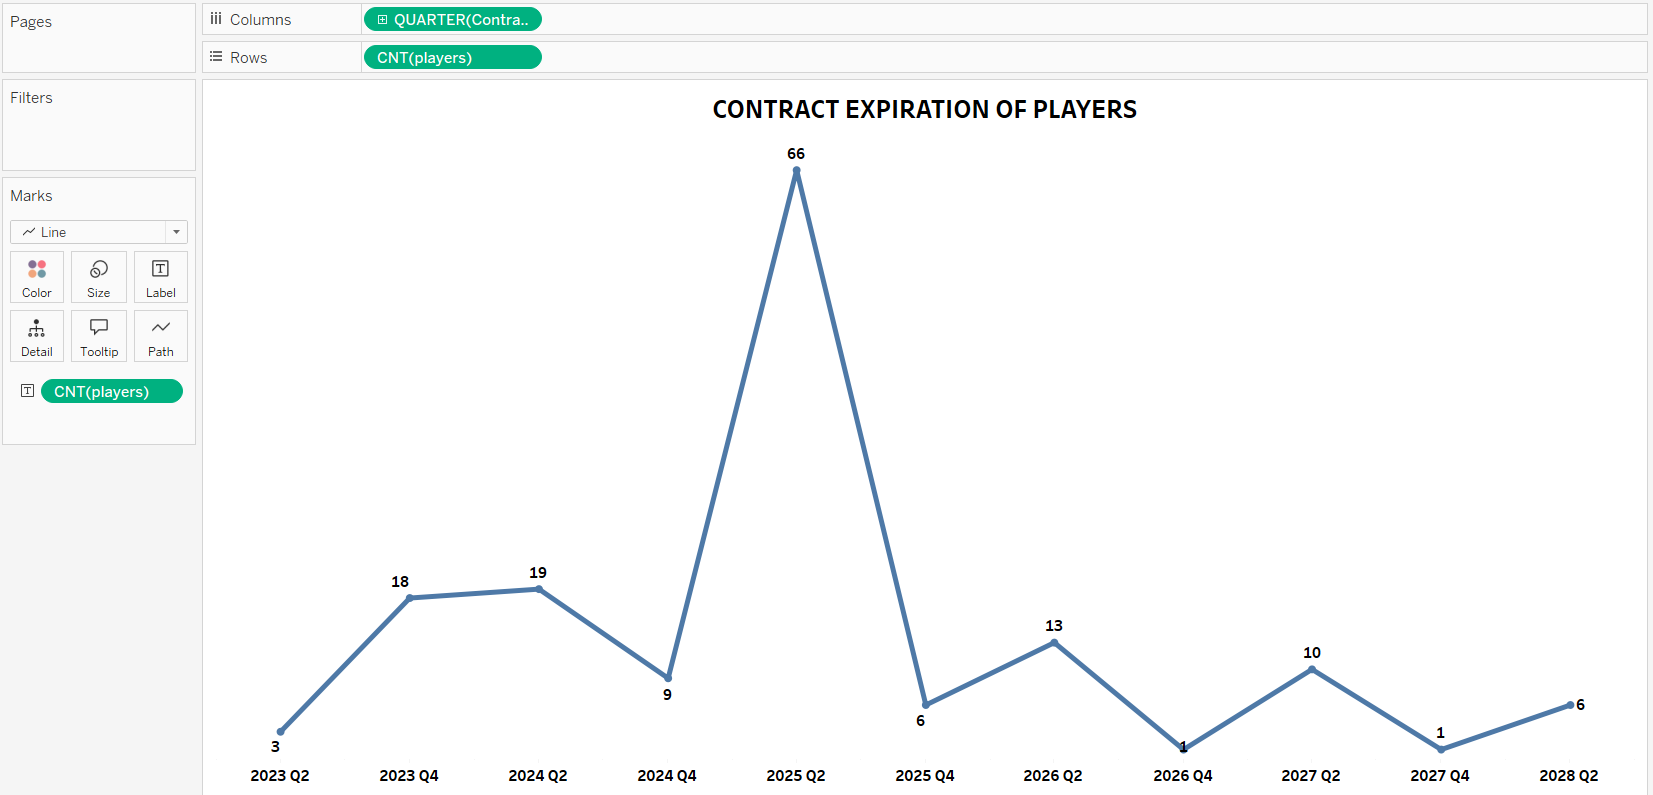 Pages
Columns
QUARTER(Contra..
Rows
CNT(players)
Filters
Marks
Line
Color
Size
Label
Detail
Tooltip
Path
CNT(players)
CONTRACT EXPIRATION OF PLAYERS
66
18
19
9
3
6
13
1
10
1
6
2023 Q2
2023 Q4
2024 Q2
2024 Q4
2025 Q2
2025 Q4
2026 Q2
2026 Q4
2027 Q2
2027 Q4
2028 Q2